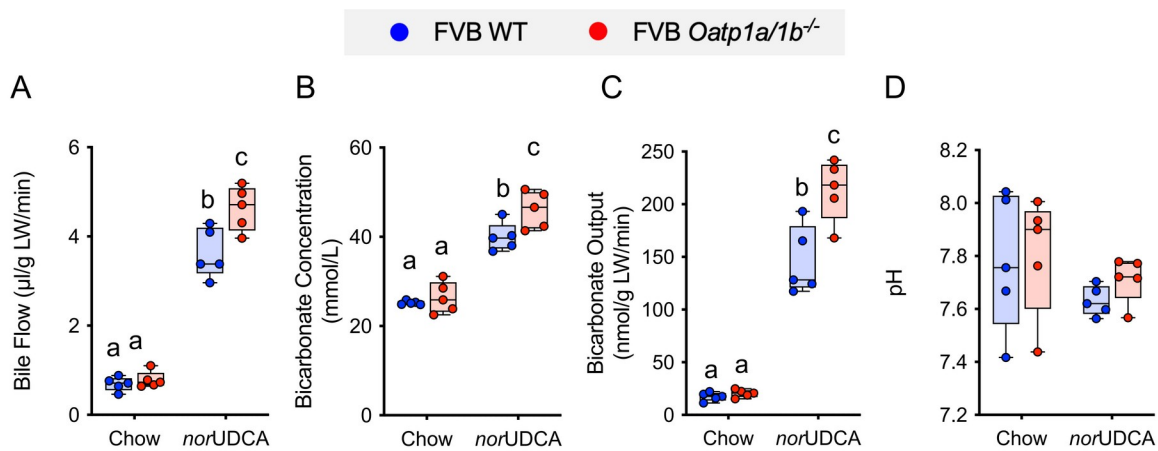 FVB WT FVB Oatp1a/1b-/-
A
Bile Flow (µl/g LW/min)
6
4
2
0
a a
b
c
Chow norUDCA
B
Bicarbonate Concentration
(mmol/L)
60
40
20
0
a a
b
c
Chow norUDCA
C
Bicarbonate Output
(nmol/g LW/min)
250
200
150
100
50
0
a a
b
c
Chow norUDCA
D
pH
8.2
8.0
7.8
7.6
7.4
7.2
Chow norUDCA